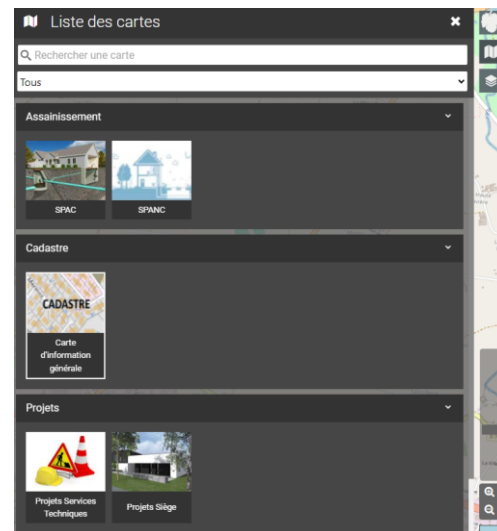 Liste des cartes
Rechercher une carte
Tous
Assainissement
SPAC
SPANC
Cadastre
CADASTRE
Carte
d'information
générale
Projets
Projets Services
Techniques
Projets Siège